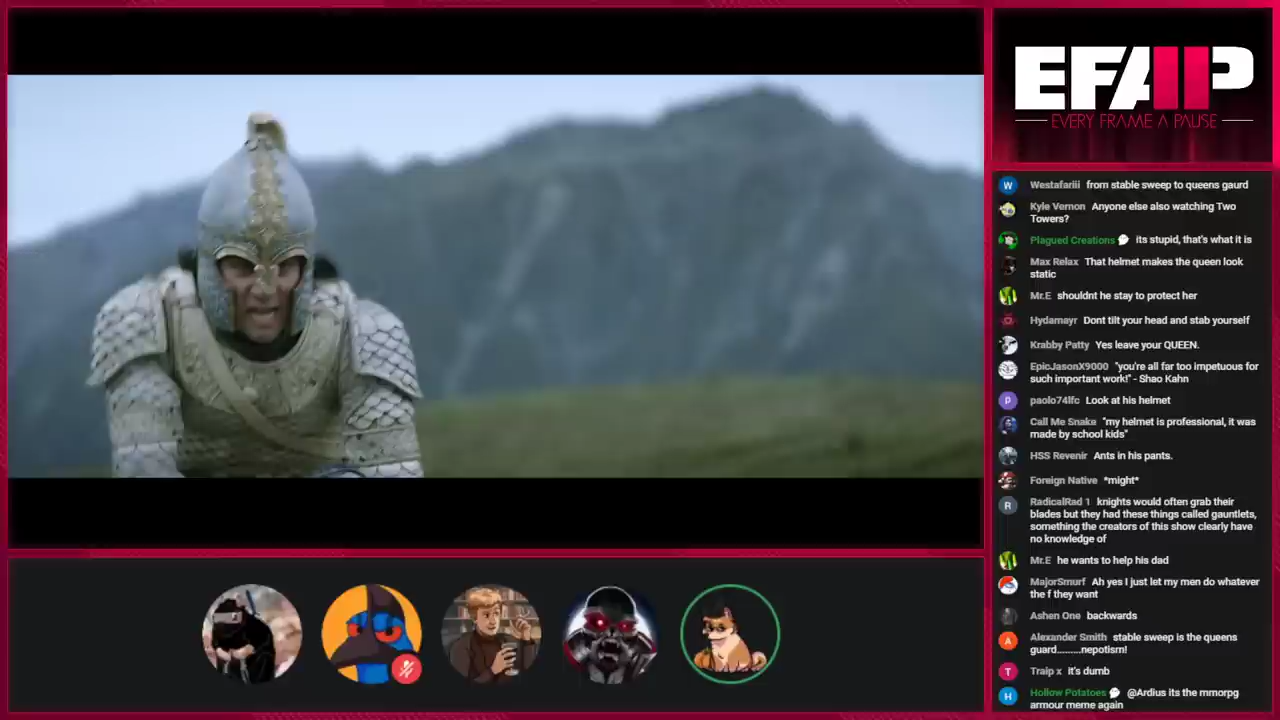 EFAP
EVERY FRAME A PAUSE
W Westafariii from stable sweep to queens gaurd
Kyle Vernon Anyone else also watching Two
Towers?
Plagued Creations its stupid, that's what it is
Max Relax That helmet makes the queen look
static
Mr.E shouldnt he stay to protect her
Hydamayr Dont tilt your head and stab yourself
Krabby Patty Yes leave your QUEEN.
EpicJasonX9000 "you're all far too impetuous for
such important work!" - Shao Kahn
P paolo74lfc Look at his helmet
Call Me Snake "my helmet is professional, it was
made by school kids"
HSS Revenir Ants in his pants.
Foreign Native *might*
R RadicalRad 1 knights would often grab their
blades but they had these things called gauntlets,
something the creators of this show clearly have
no knowledge of
Mr.E he wants to help his dad
MajorSmurf Ah yes I just let my men do whatever
the f they want
Ashen One backwards
A Alexander Smith stable sweep is the queens
guard.........nepotism!
T Traip x it's dumb
H Hollow Potatoes @Ardius its the mmorpg
armour meme again